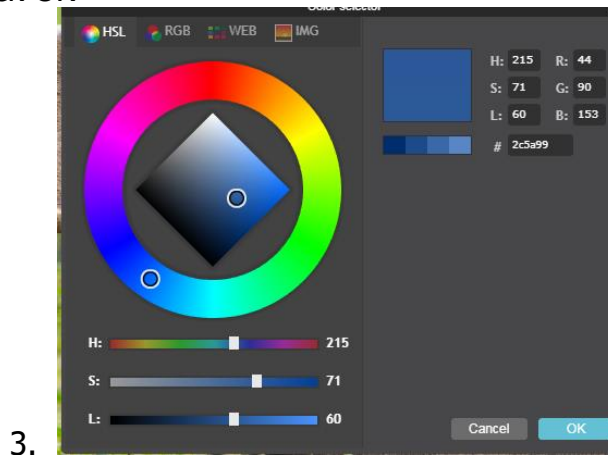 Color selector
HSL RGB WEB IMG
H: 215 R: 44
S: 71 G: 90
L: 60 B: 153
# 2c5a99
H: 215
S: 71
L: 60
Cancel OK
3.